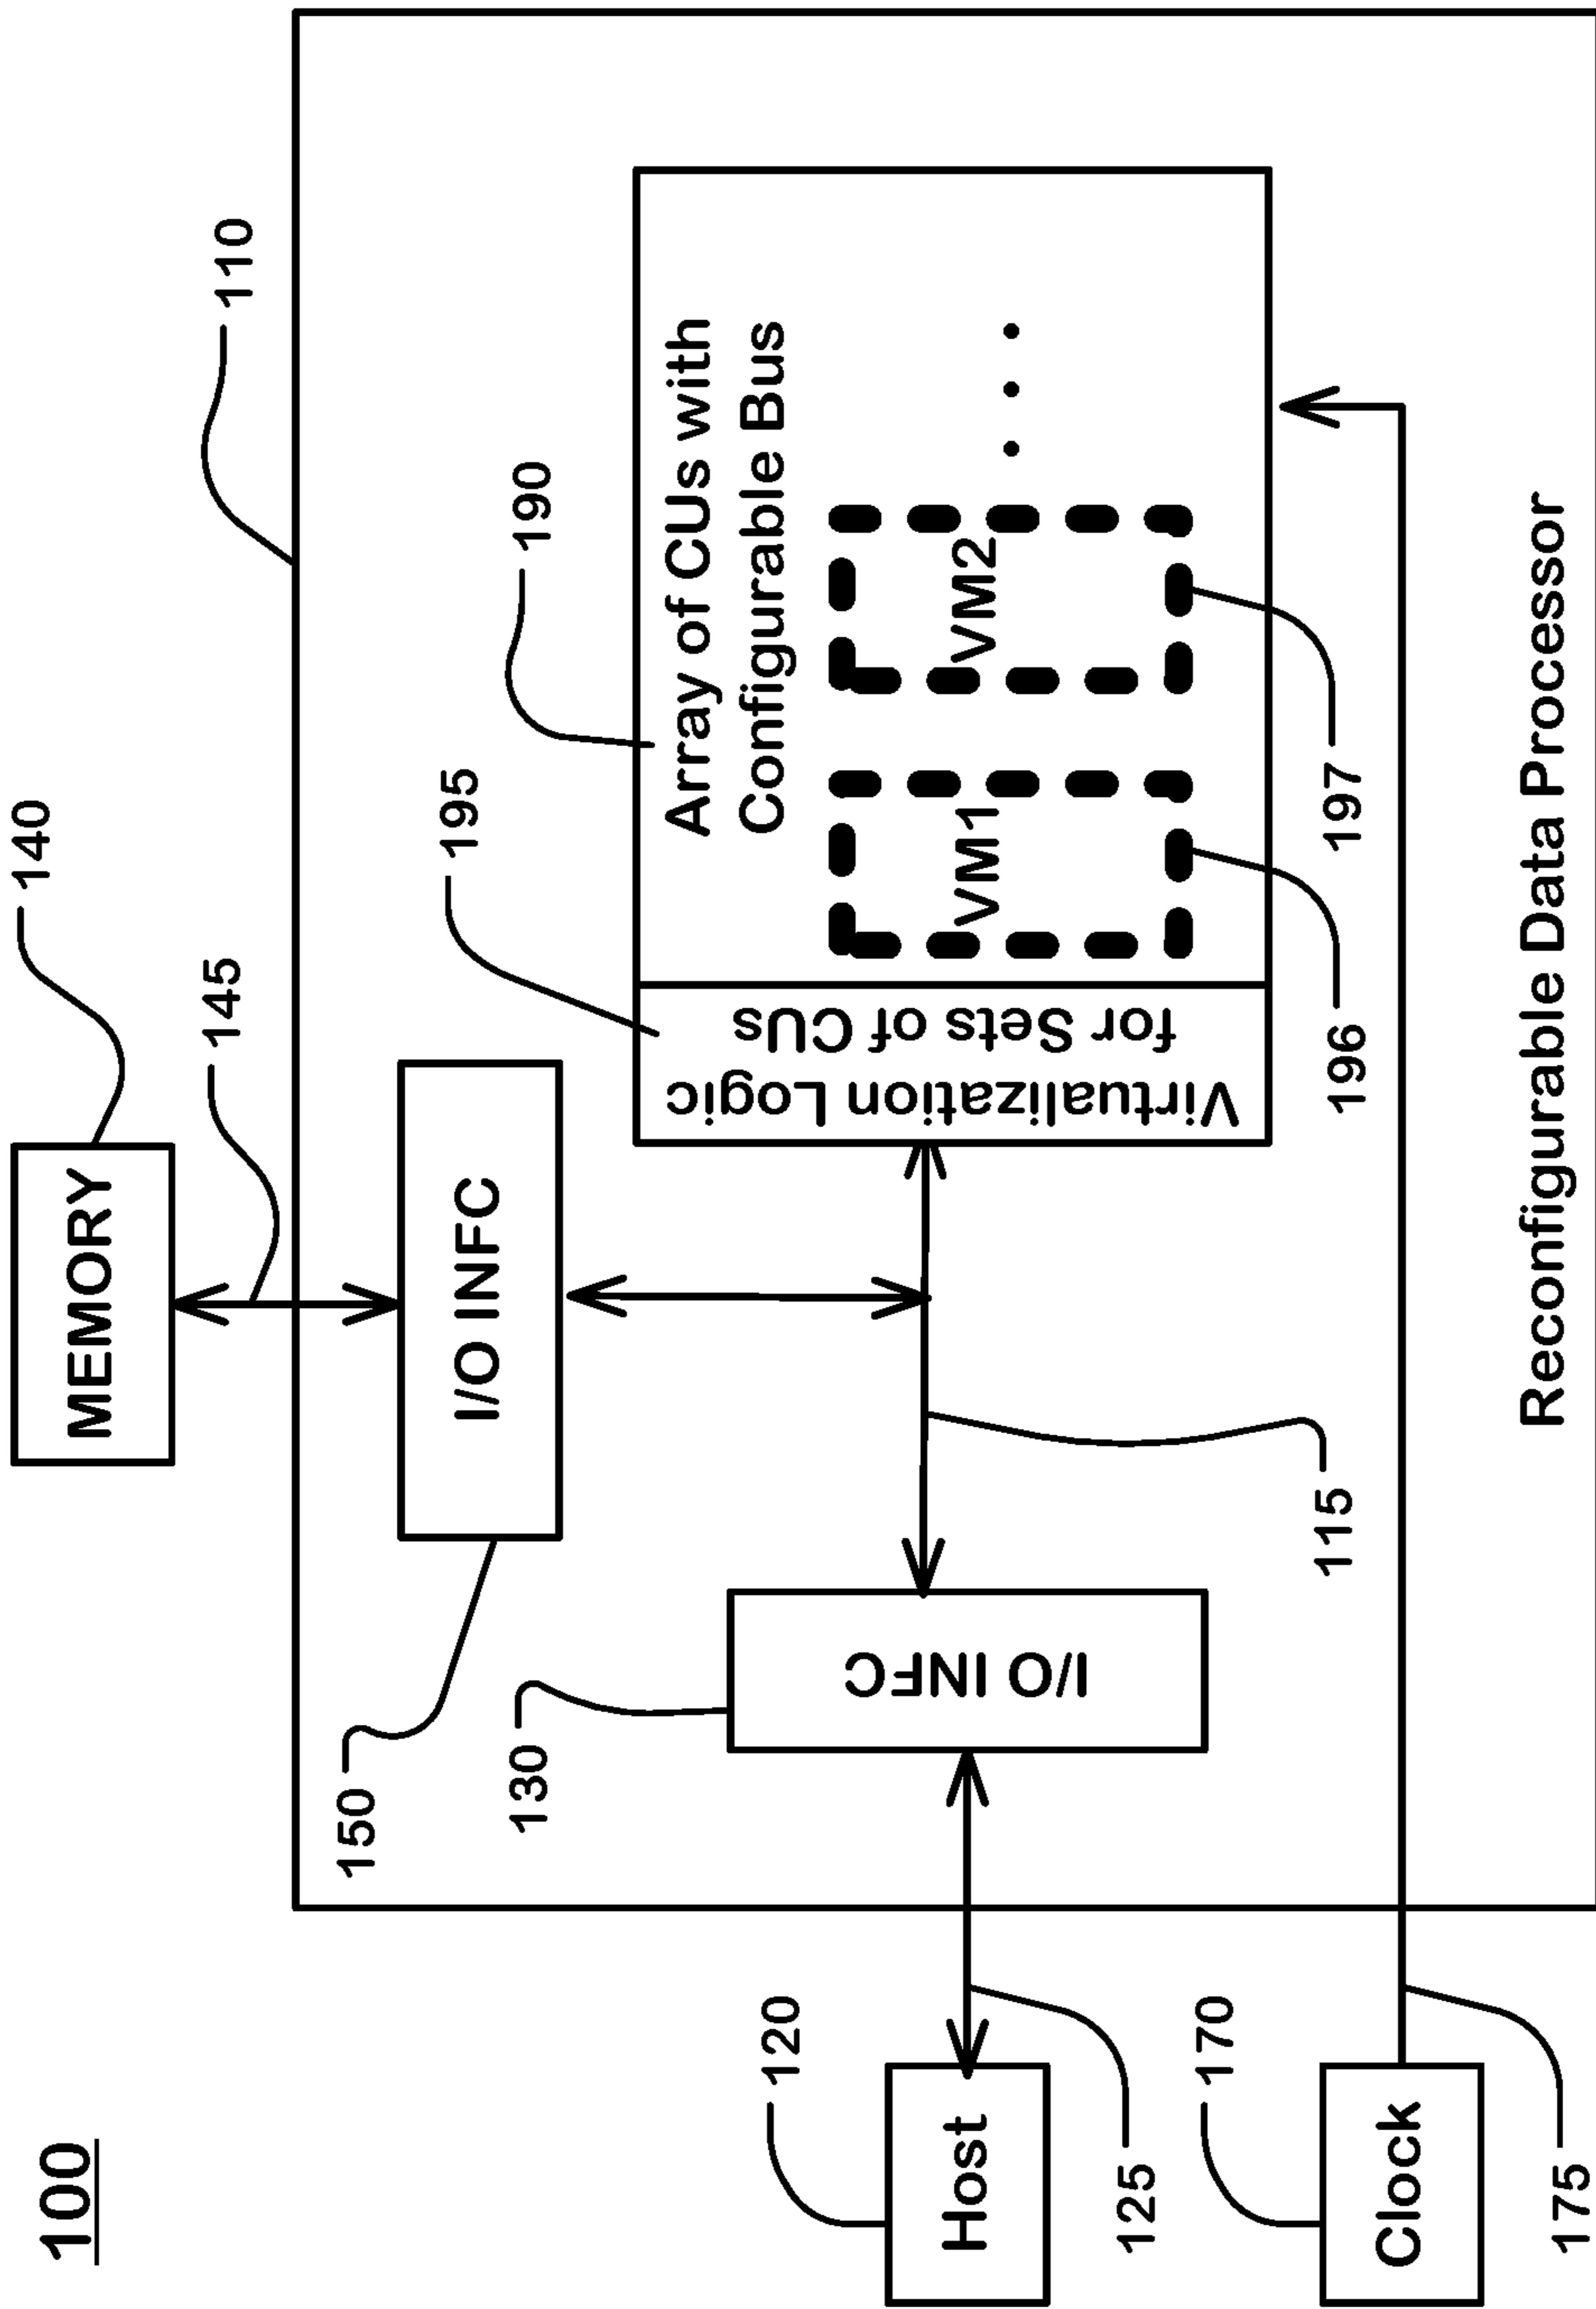 100
MEMORY
140
145
110
I/O INFC
150
130
I/O INFC
195
190
Array of CUs with
Configurable Bus
Virtualization Logic
for Sets of CUs
VM1
VM2
. . .
120
Host
125
115
196
197
170
Clock
175
Reconfigurable Data Processor